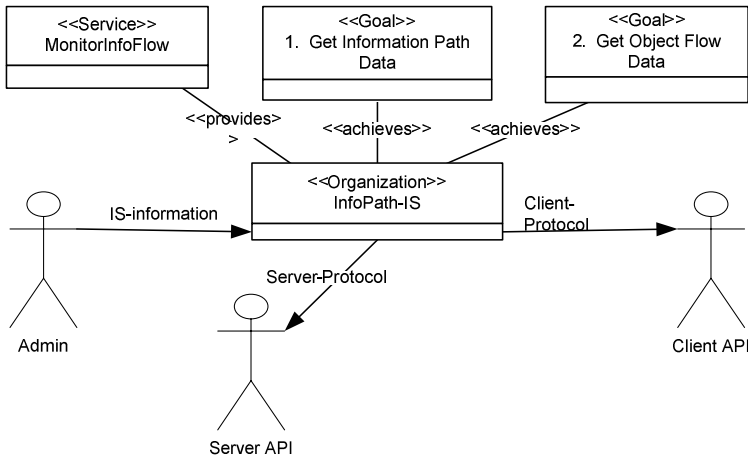 <<Service>>
MonitorInfoFlow
<<Goal>>
1. Get Information Path
Data
<<Goal>>
2. Get Object Flow
Data
<<provides>
>
<<achieves>>
<<achieves>>
<<Organization>>
InfoPath-IS
IS-information
Client-
Protocol
Server-Protocol
Admin
Client API
Server API